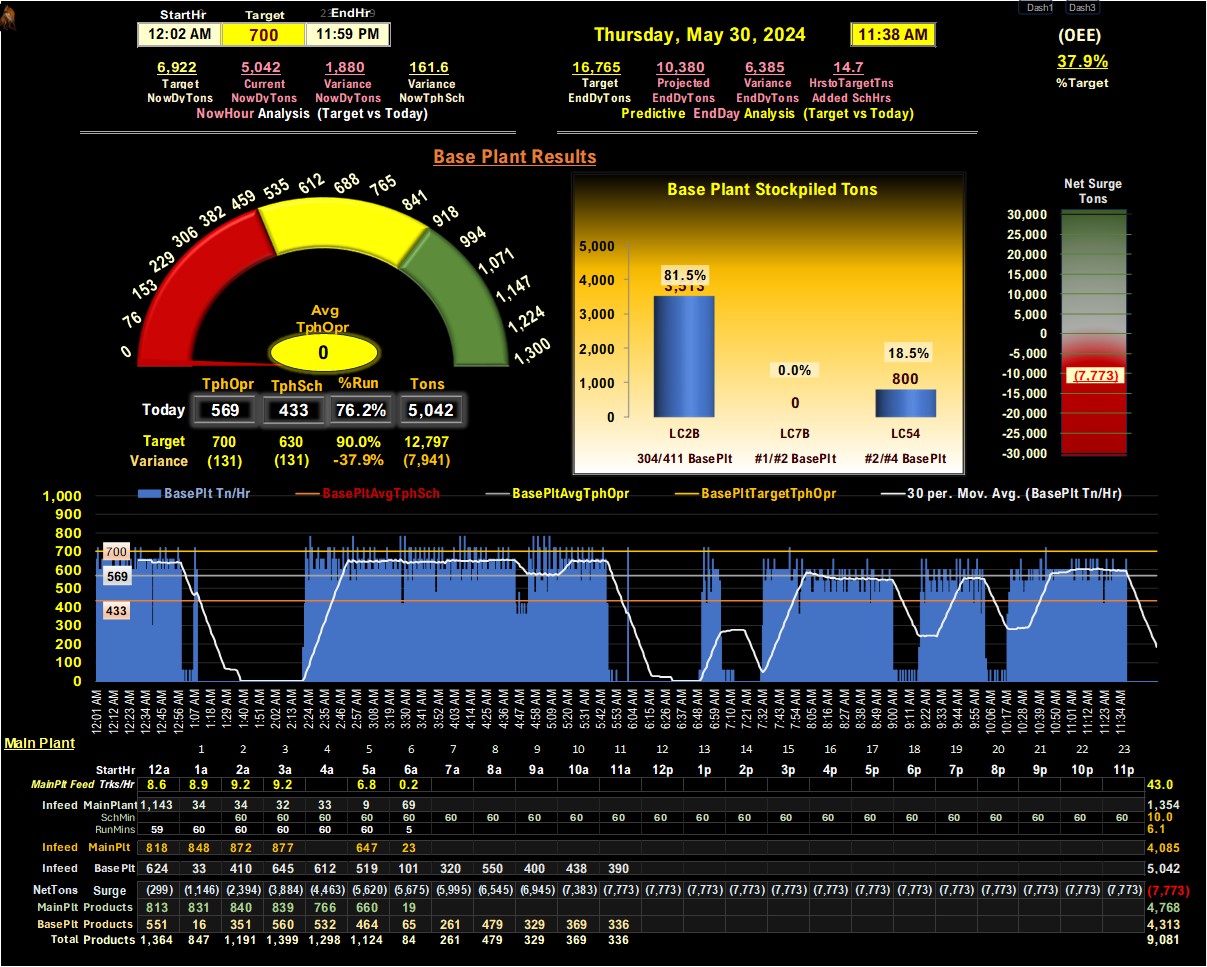 StartHr Target EndHr Dash1 Dash3
12:02 AM 700 11:59 PM Thursday, May 30, 2024 11:38 AM (OEE)
6,922 5,042 1,880 161.6 16,765 10,380 6,385 14.7 37.9%
Target Current Variance Variance Target Projected Variance HrstoTargetTns %Target
NowDyTons NowDyTons NowDyTons NowTphSch EndDyTons EndDyTons EndDyTons Added SchHrs
NowHour Analysis (Target vs Today) Predictive EndDay Analysis (Target vs Today)
Base Plant Results
0 76 153 229 306 382 459 535 612 688 765 841 918 994 1,071 1,147 1,224 1,300
Avg
TphOpr
0
TphOpr TphSch %Run Tons
Today 569 433 76.2% 5,042
Target 700 630 90.0% 12,797
Variance (131) (131) -37.9% (7,941)
Base Plant Stockpiled Tons
5,000
4,000
3,000
2,000
1,000
0
81.5% 0.0% 18.5%
3,513 0 800
LC2B LC7B LC54
304/411 BasePlt #1/#2 BasePlt #2/#4 BasePlt
Net Surge
Tons
30,000
25,000
20,000
15,000
10,000
5,000
0
-5,000
-10,000
-15,000
-20,000
-25,000
-30,000
(7,773)
BasePlt Tn/Hr BasePltAvgTphSch BasePltAvgTphOpr BasePltTargetTphOpr 30 per. Mov. Avg. (BasePlt Tn/Hr)
1,000
900
800
700
600
500
400
300
200
100
0
700
569
433
12:01 AM 12:12 AM 12:23 AM 12:34 AM 12:45 AM 12:56 AM 1:07 AM 1:18 AM 1:29 AM 1:40 AM 1:51 AM 2:02 AM 2:13 AM 2:24 AM 2:35 AM 2:46 AM 2:57 AM 3:08 AM 3:19 AM 3:30 AM 3:41 AM 3:52 AM 4:03 AM 4:14 AM 4:25 AM 4:36 AM 4:47 AM 4:58 AM 5:09 AM 5:20 AM 5:31 AM 5:42 AM 5:53 AM 6:04 AM 6:15 AM 6:26 AM 6:37 AM 6:48 AM 6:59 AM 7:10 AM 7:21 AM 7:32 AM 7:43 AM 7:54 AM 8:05 AM 8:16 AM 8:27 AM 8:38 AM 8:49 AM 9:00 AM 9:11 AM 9:22 AM 9:33 AM 9:44 AM 9:55 AM 10:06 AM 10:17 AM 10:28 AM 10:39 AM 10:50 AM 11:01 AM 11:12 AM 11:23 AM 11:34 AM
Main Plant
1 2 3 4 5 6 7 8 9 10 11 12 13 14 15 16 17 18 19 20 21 22 23
StartHr 12a 1a 2a 3a 4a 5a 6a 7a 8a 9a 10a 11a 12p 1p 2p 3p 4p 5p 6p 7p 8p 9p 10p 11p
MainPlt Feed Trks/Hr 8.6 8.9 9.2 9.2 6.8 0.2 43.0
Infeed MainPlant 1,143 34 34 32 33 9 69 1,354
SchMin 60 60 60 60 60 60 60 60 60 60 60 60 60 60 60 60 60 60 60 60 60 60 10.0
RunMins 59 60 60 60 60 60 5 6.1
Infeed MainPlt 818 848 872 877 647 23 4,085
Infeed BasePlt 624 33 410 645 612 519 101 320 550 400 438 390 5,042
NetTons Surge (299) (1,146) (2,394) (3,884) (4,463) (5,620) (5,675) (5,995) (6,545) (6,945) (7,383) (7,773) (7,773) (7,773) (7,773) (7,773) (7,773) (7,773) (7,773) (7,773) (7,773) (7,773) (7,773) (7,773) (7,773)
MainPlt Products 813 831 840 839 766 660 19 4,768
BasePlt Products 551 16 351 560 532 464 65 261 479 329 369 336 4,313
Total Products 1,364 847 1,191 1,399 1,298 1,124 84 261 479 329 369 336 9,081